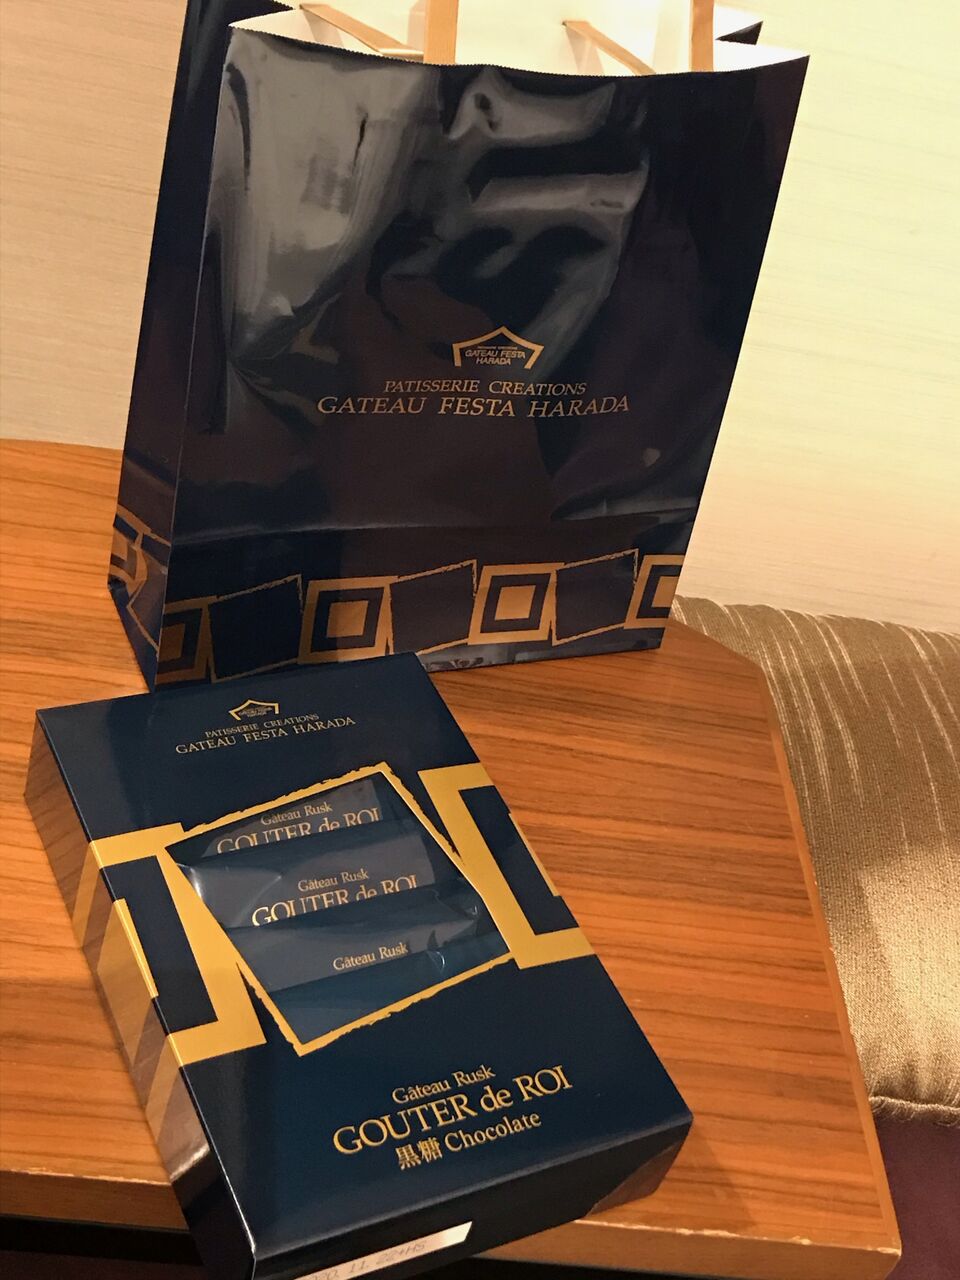 GATEAU FESTA
HARADA
PATISSERIE CREATIONS
GATEAU FESTA HARADA
PATISSERIE CREATIONS
GATEAU FESTA HARADA
Gâteau Rusk
GOUTER de ROI
Gâteau Rusk
GOUTER de ROI
Gâteau Rusk
Gâteau Rusk
GOUTER de ROI
黒糖 Chocolate